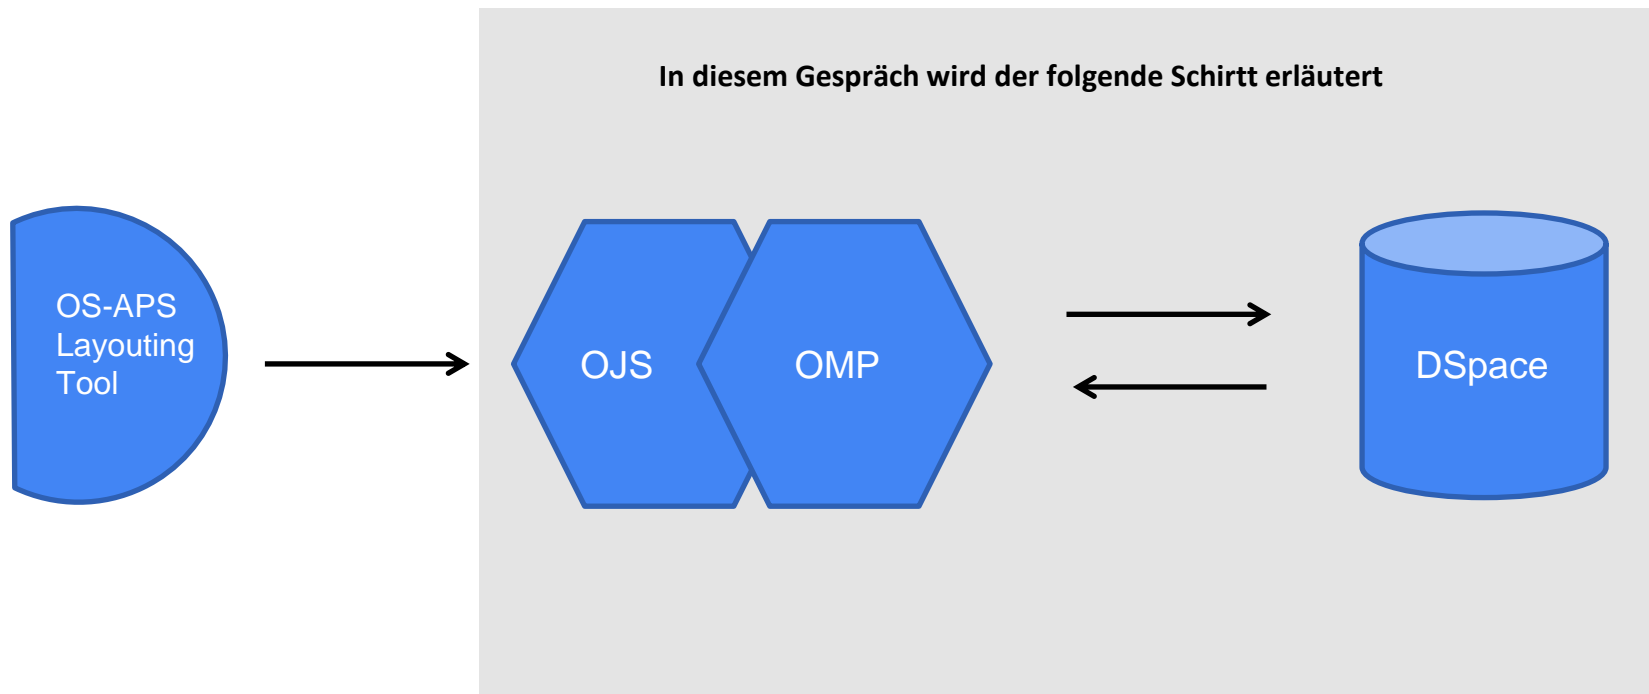 In diesem Gespräch wird der folgende Schirtt erläutert
OS-APS
Layouting
Tool
OJS
OMP
DSpace